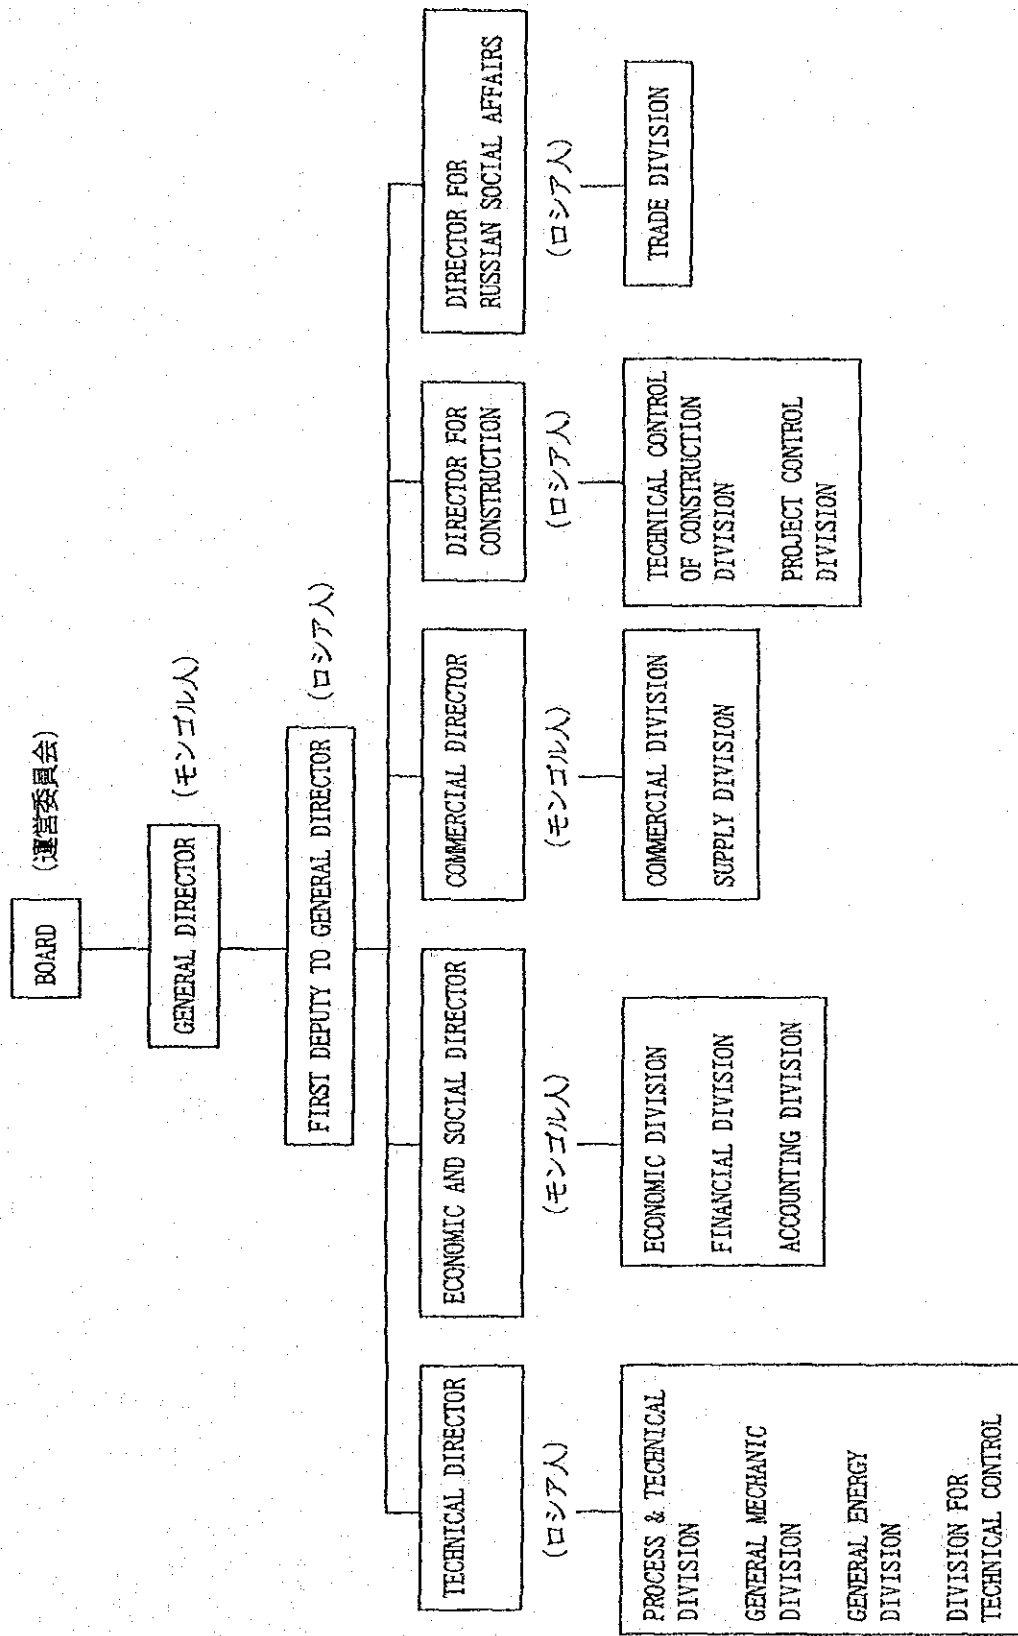 BOARD
(運営委員会)
GENERAL DIRECTOR
(モンゴル人)
FIRST DEPUTY TO GENERAL DIRECTOR
(ロシア人)
TECHNICAL DIRECTOR
(ロシア人)
PROCESS & TECHNICAL
DIVISION
GENERAL MECHANIC
DIVISION
GENERAL ENERGY
DIVISION
DIVISION FOR
TECHNICAL CONTROL
ECONOMIC AND SOCIAL DIRECTOR
(モンゴル人)
ECONOMIC DIVISION
FINANCIAL DIVISION
ACCOUNTING DIVISION
COMMERCIAL DIRECTOR
(モンゴル人)
COMMERCIAL DIVISION
SUPPLY DIVISION
DIRECTOR FOR
CONSTRUCTION
(ロシア人)
TECHNICAL CONTROL
OF CONSTRUCTION
DIVISION
PROJECT CONTROL
DIVISION
DIRECTOR FOR
RUSSIAN SOCIAL AFFAIRS
(ロシア人)
TRADE DIVISION